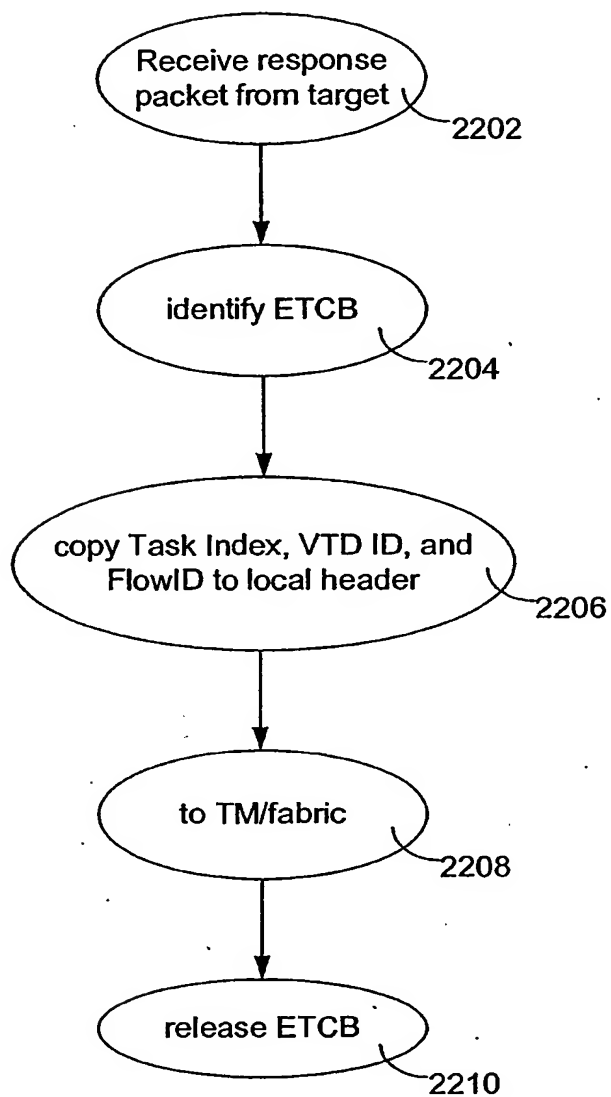 Receive response
packet from target
2202
identify ETCB
2204
copy Task Index, VTD ID, and
FlowID to local header
2206
to TM/fabric
2208
release ETCB
2210